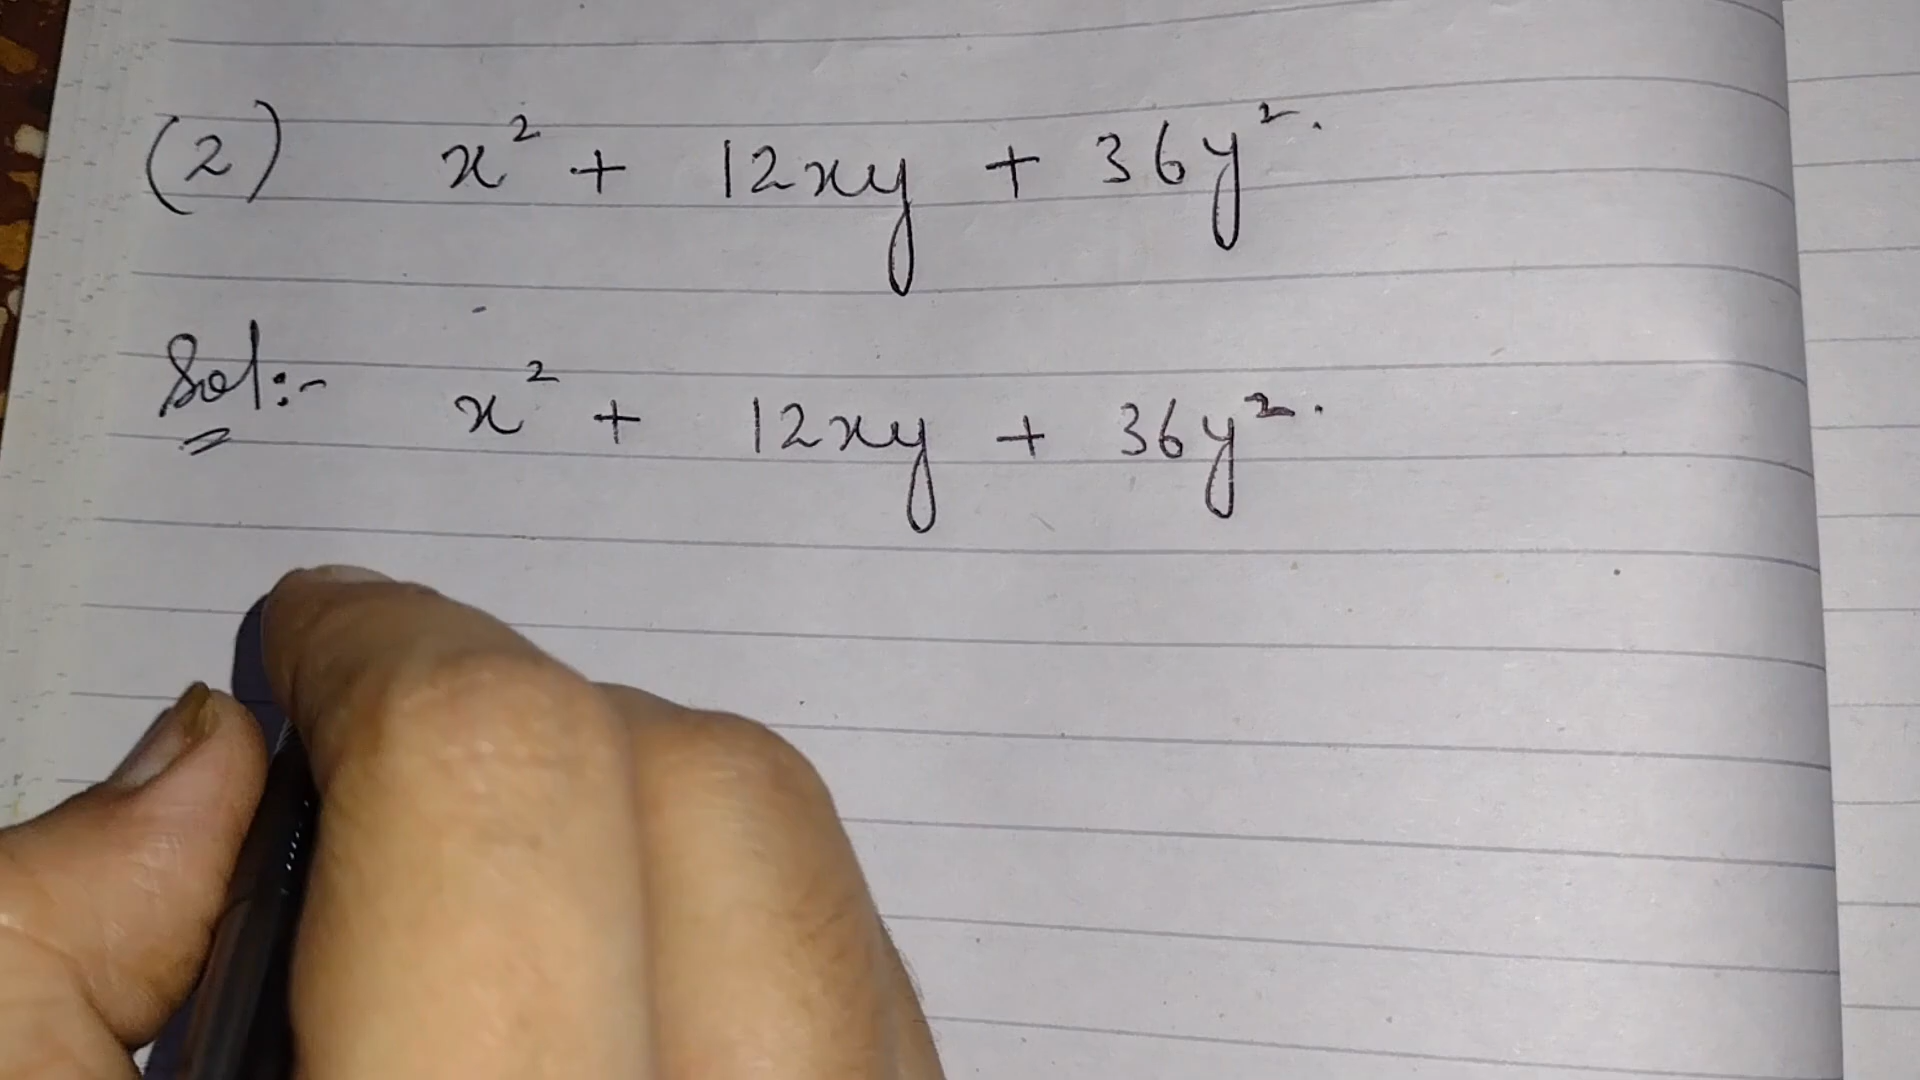 (2) x² + 12xy + 36y².
Sol:- x² + 12xy + 36y².